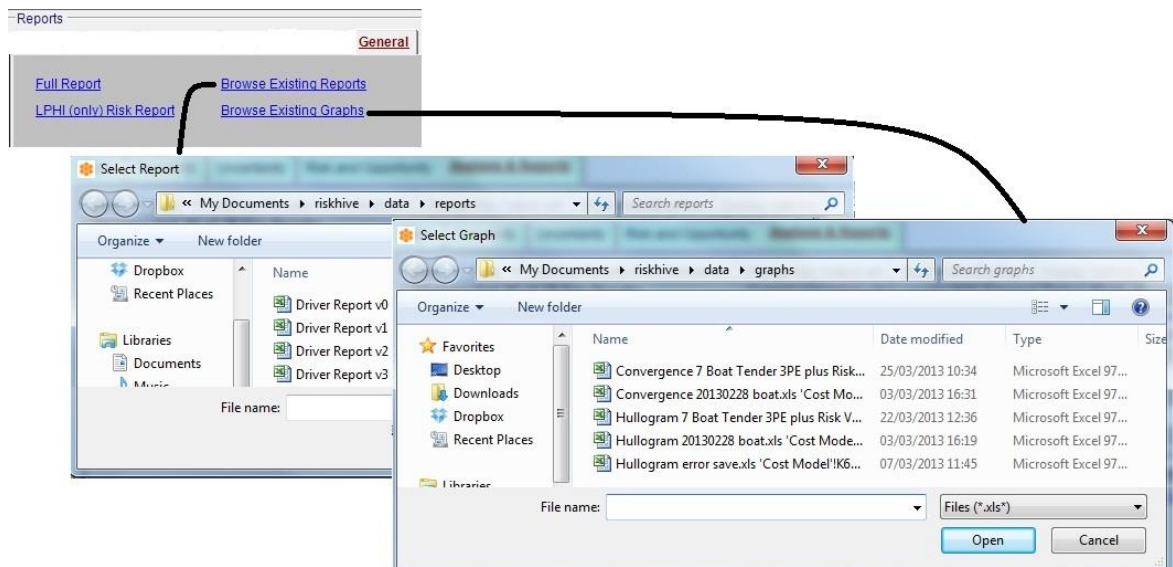 Reports
General
Full Report Browse Existing Reports
LPHI (only) Risk Report Browse Existing Graphs
Select Report
« My Documents ▸ riskhive ▸ data ▸ reports Search reports
Organize New folder
Dropbox
Recent Places
Libraries
Documents
Music
Name
Driver Report v0
Driver Report v1
Driver Report v2
Driver Report v3
File name:
Select Graph
« My Documents ▸ riskhive ▸ data ▸ graphs Search graphs
Organize New folder
Favorites
Desktop
Downloads
Dropbox
Recent Places
Libraries
Name Date modified Type Size
Convergence 7 Boat Tender 3PE plus Risk... 25/03/2013 10:34 Microsoft Excel 97...
Convergence 20130228 boat.xls 'Cost Mo... 03/03/2013 16:31 Microsoft Excel 97...
Hullogram 7 Boat Tender 3PE plus Risk V... 22/03/2013 12:36 Microsoft Excel 97...
Hullogram 20130228 boat.xls 'Cost Mode... 03/03/2013 16:19 Microsoft Excel 97...
Hullogram error save.xls 'Cost Model'!K6... 07/03/2013 11:45 Microsoft Excel 97...
File name: Files (*.xls*)
Open Cancel